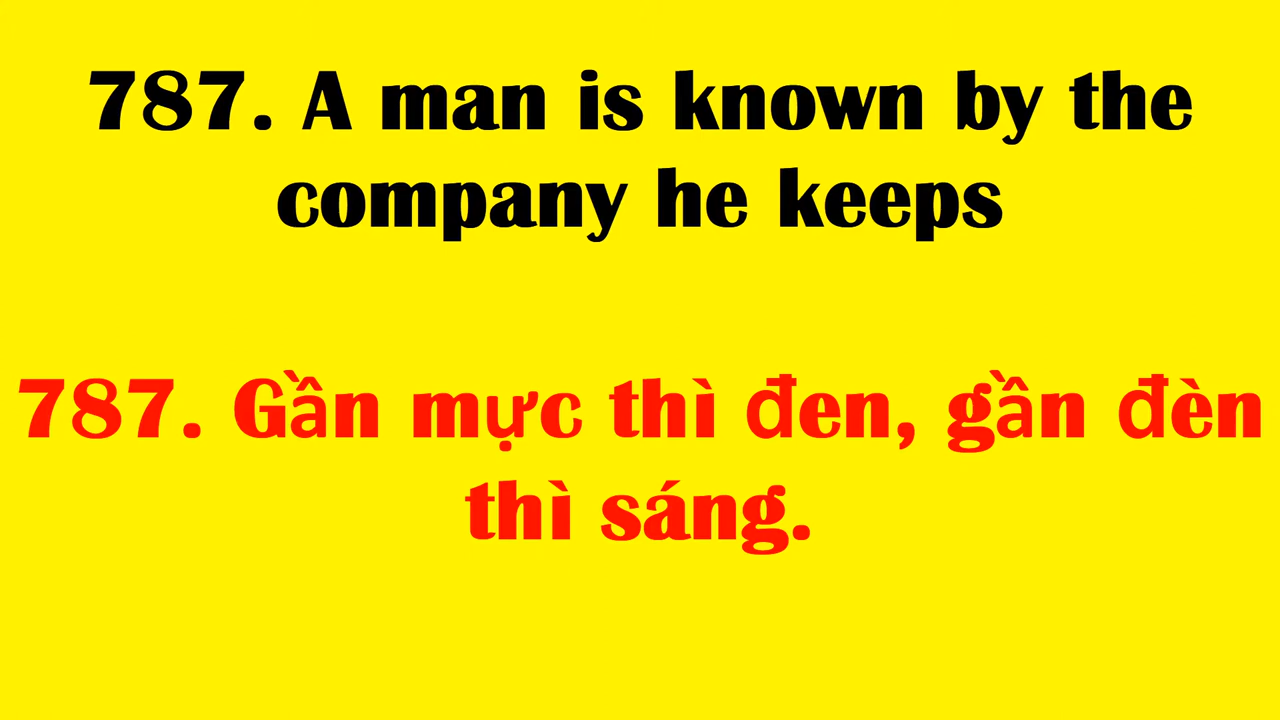 787. A man is known by the
company he keeps
787. Gần mực thì đen, gần đèn
thì sáng.